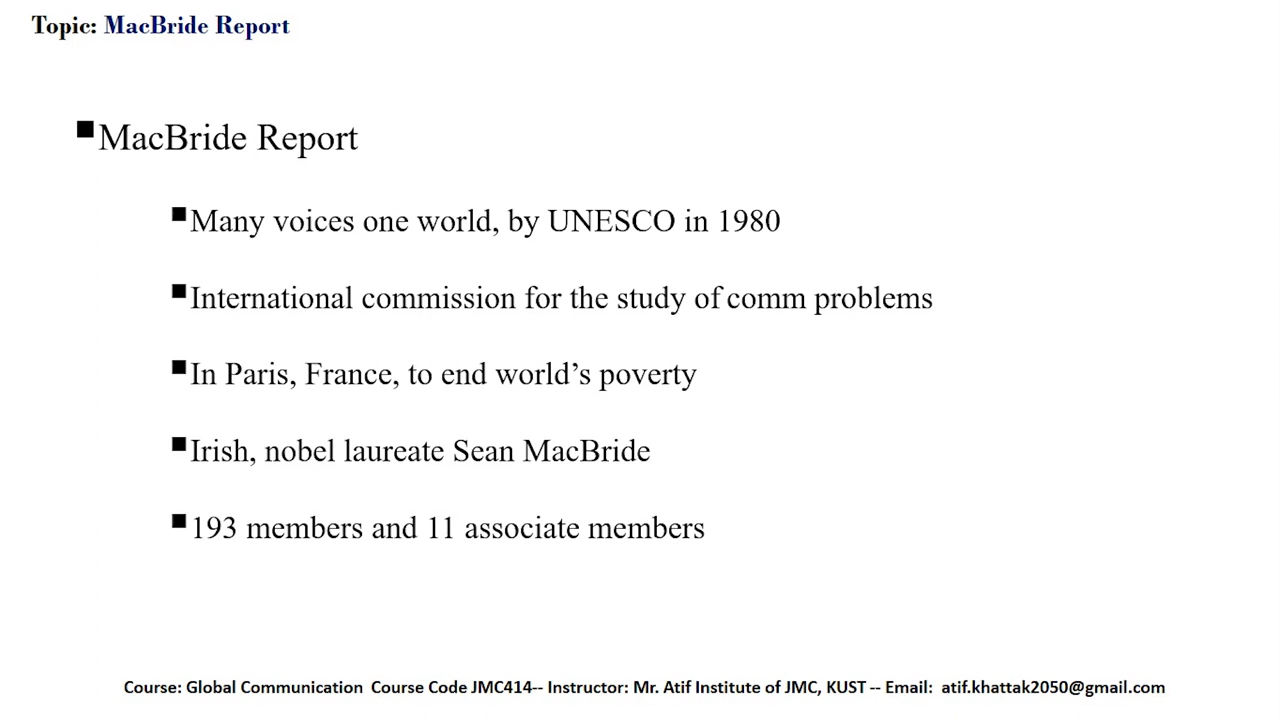 Topic: MacBride Report
▪MacBride Report
▪Many voices one world, by UNESCO in 1980
▪International commission for the study of comm problems
▪In Paris, France, to end world’s poverty
▪Irish, nobel laureate Sean MacBride
▪193 members and 11 associate members
Course: Global Communication Course Code JMC414-- Instructor: Mr. Atif Institute of JMC, KUST -- Email: atif.khattak2050@gmail.com